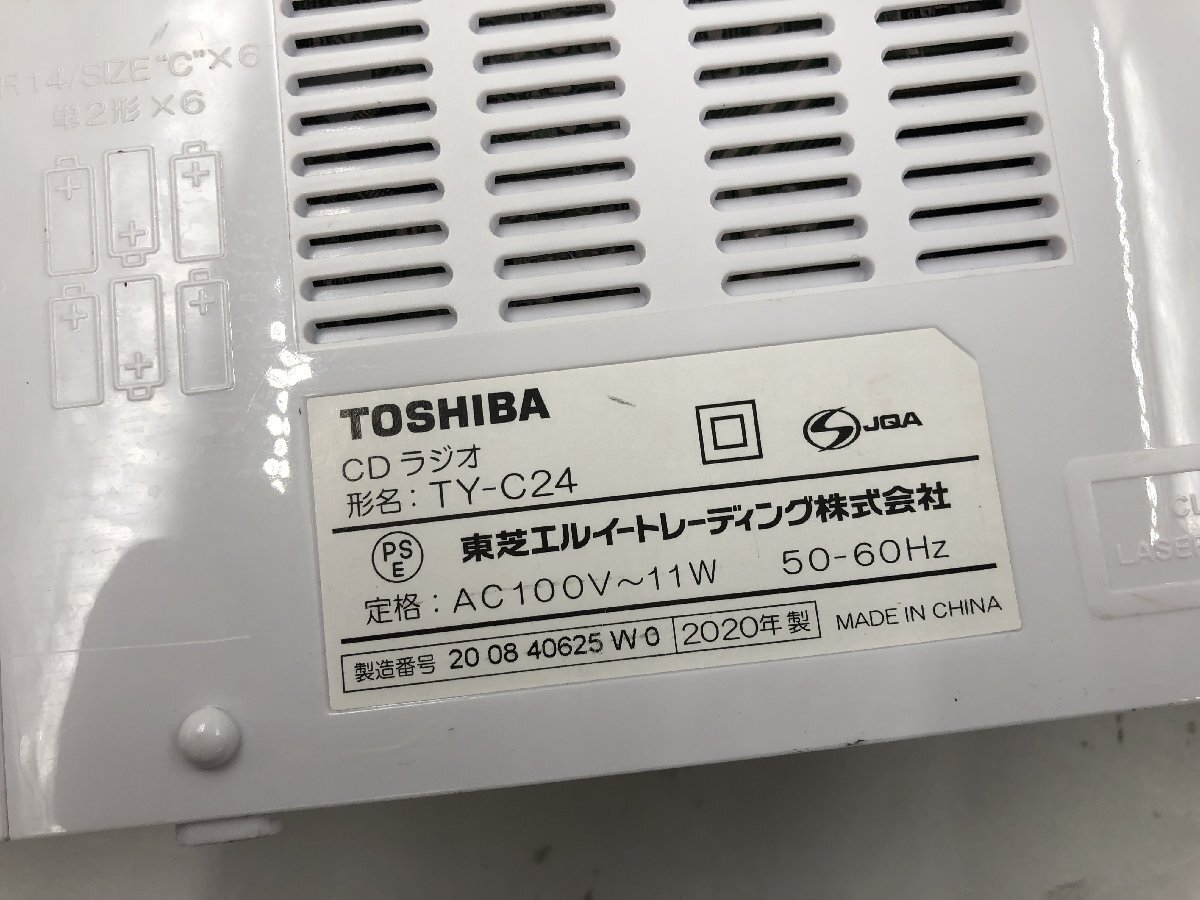 R14/SIZE "C"×6
単2形×6
TOSHIBA
CDラジオ
形名: TY-C24
JQA
PS
E
東芝エルイートレーディング株式会社
定格: AC100V～11W 50-60Hz
製造番号 20 08 40625 W 0 2020年製 MADE IN CHINA